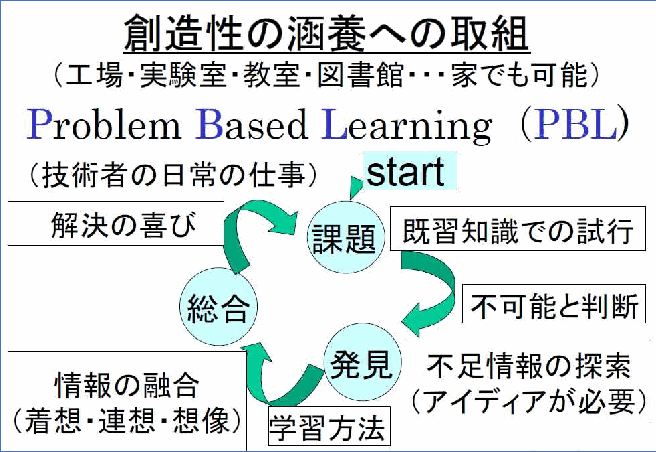 創造性の涵養への取組
(工場・実験室・教室・図書館・・・家でも可能)
Problem Based Learning (PBL)
(技術者の日常の仕事)
start
解決の喜び
課題
既習知識での試行
総合
不可能と判断
発見
不足情報の探索
(アイディアが必要)
情報の融合
(着想・連想・想像)
学習方法